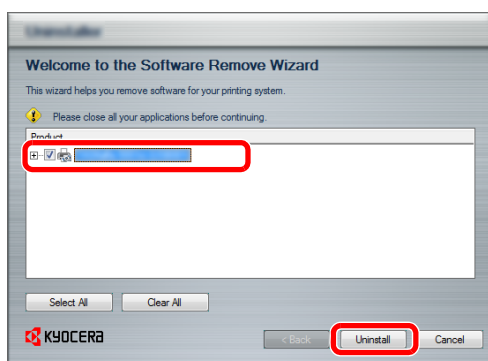 Welcome to the Software Remove Wizard
This wizard helps you remove software for your printing system.
Please close all your applications before continuing.
Product
Select All Clear All
KYOCERA < Back Uninstall Cancel